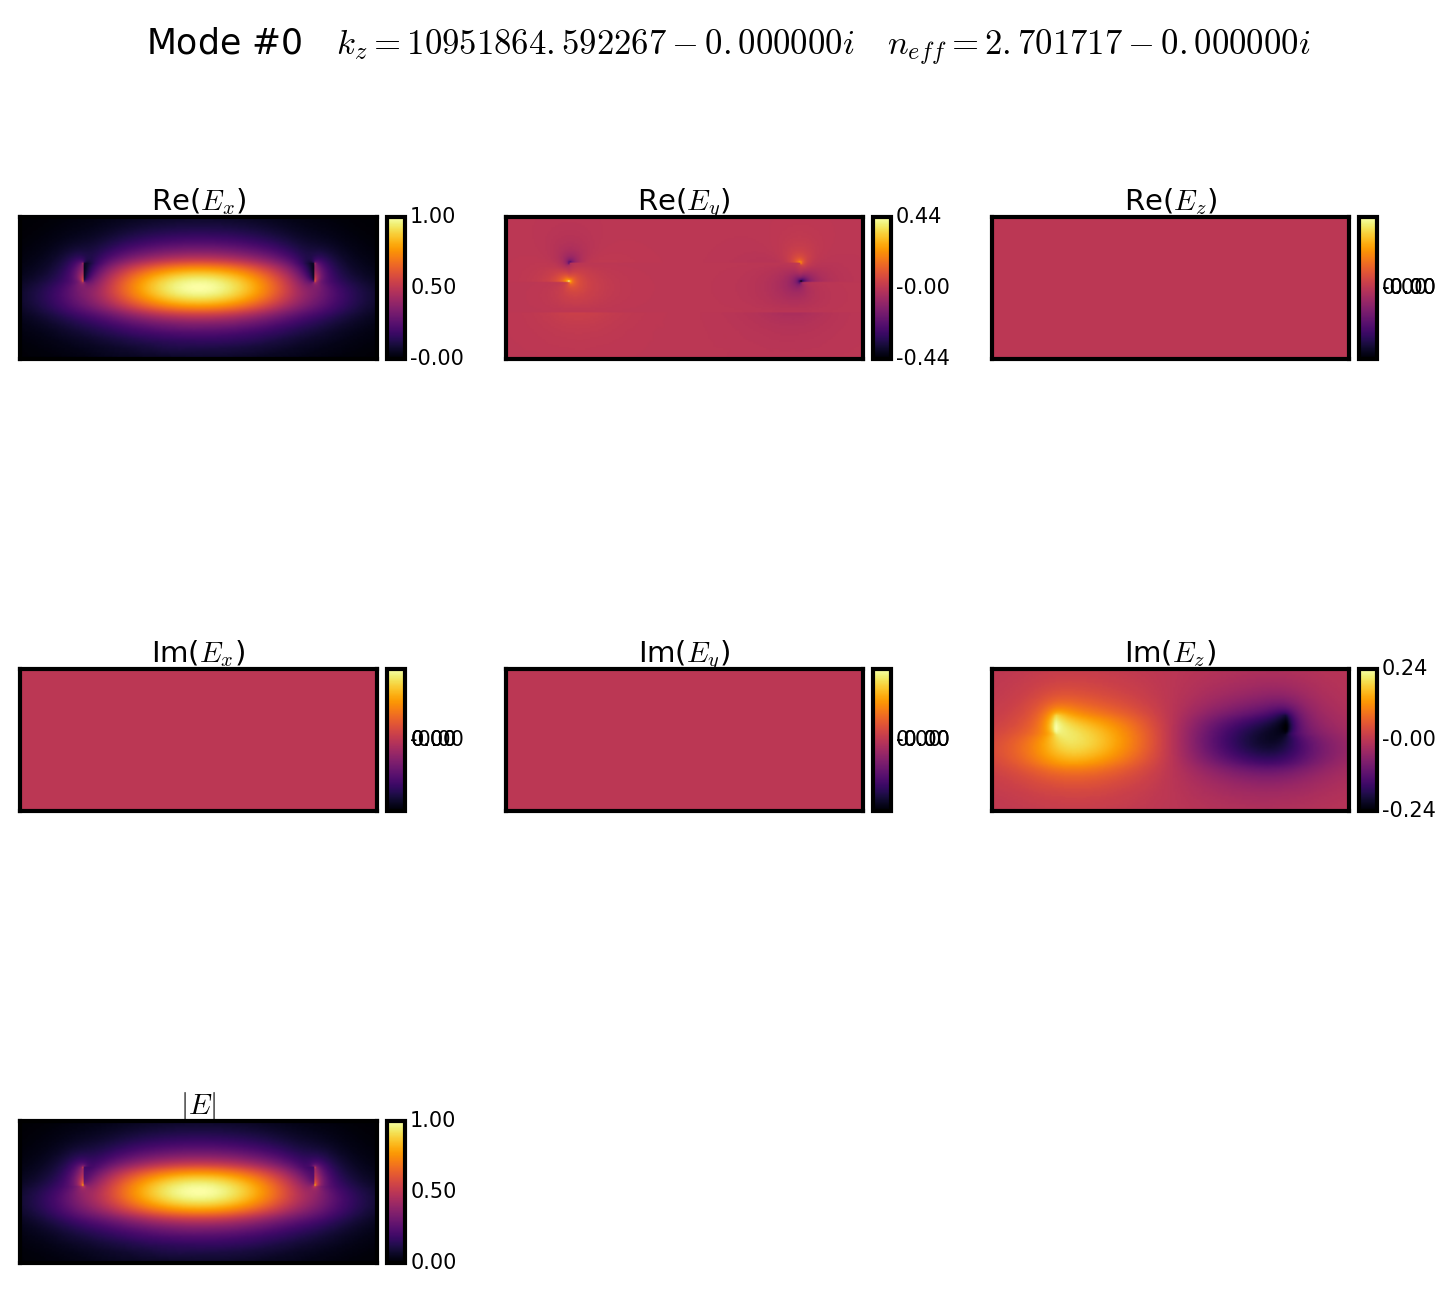 Mode #0 k_z = 10951864.592267 − 0.000000i n_eff = 2.701717 − 0.000000i
Re(E_x) Re(E_y) Re(E_z)
1.00 0.44
0.50 -0.00
-0.00 -0.44
Im(E_x) Im(E_y) Im(E_z)
0.24
-0.00
-0.24
|E|
1.00
0.50
0.00